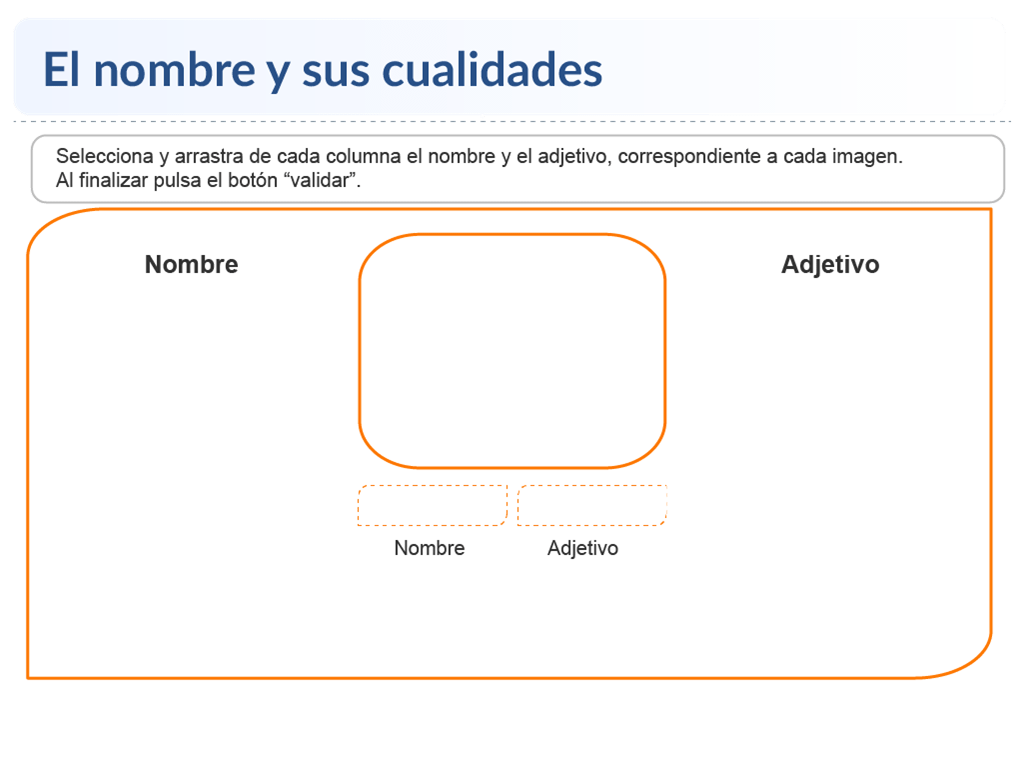 El nombre y sus cualidades
Selecciona y arrastra de cada columna el nombre y el adjetivo, correspondiente a cada imagen.
Al finalizar pulsa el botón “validar”.
Nombre
Adjetivo
Nombre
Adjetivo